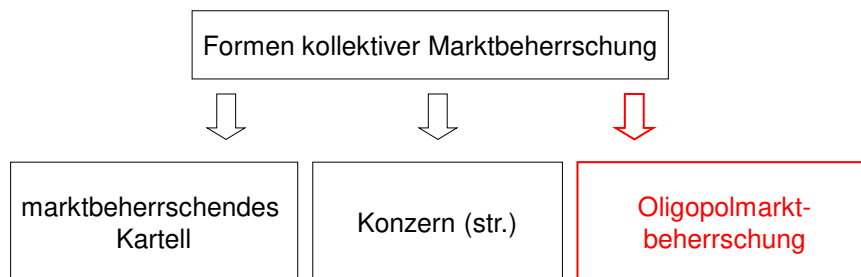 Formen kollektiver Marktbeherrschung
marktbeherrschendes
Kartell
Konzern (str.)
Oligopolmarkt-
beherrschung